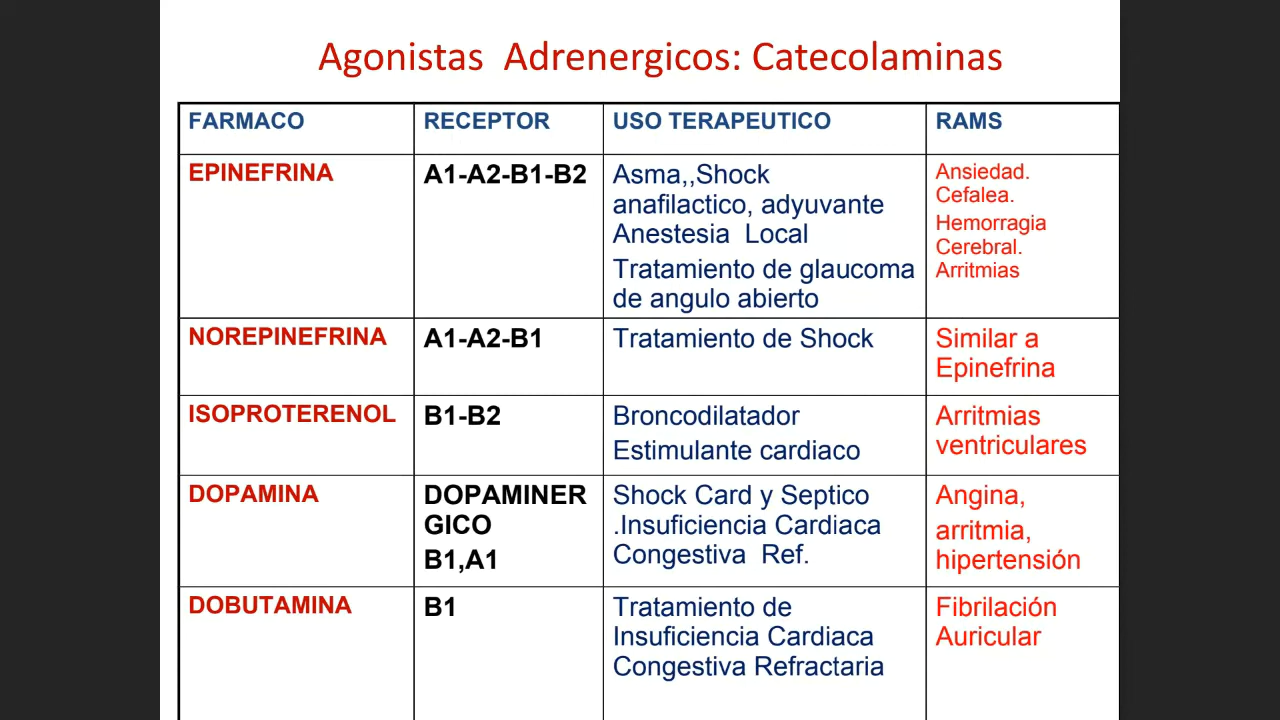 Agonistas Adrenergicos: Catecolaminas
FARMACO RECEPTOR USO TERAPEUTICO RAMS
EPINEFRINA
A1-A2-B1-B2
Asma,,Shock
anafilactico, adyuvante
Anestesia Local
Tratamiento de glaucoma
de angulo abierto
Ansiedad.
Cefalea.
Hemorragia
Cerebral.
Arritmias
NOREPINEFRINA
A1-A2-B1
Tratamiento de Shock
Similar a
Epinefrina
ISOPROTERENOL
B1-B2
Broncodilatador
Estimulante cardiaco
Arritmias
ventriculares
DOPAMINA
DOPAMINER
GICO
B1,A1
Shock Card y Septico
.Insuficiencia Cardiaca
Congestiva Ref.
Angina,
arritmia,
hipertensión
DOBUTAMINA
B1
Tratamiento de
Insuficiencia Cardiaca
Congestiva Refractaria
Fibrilación
Auricular